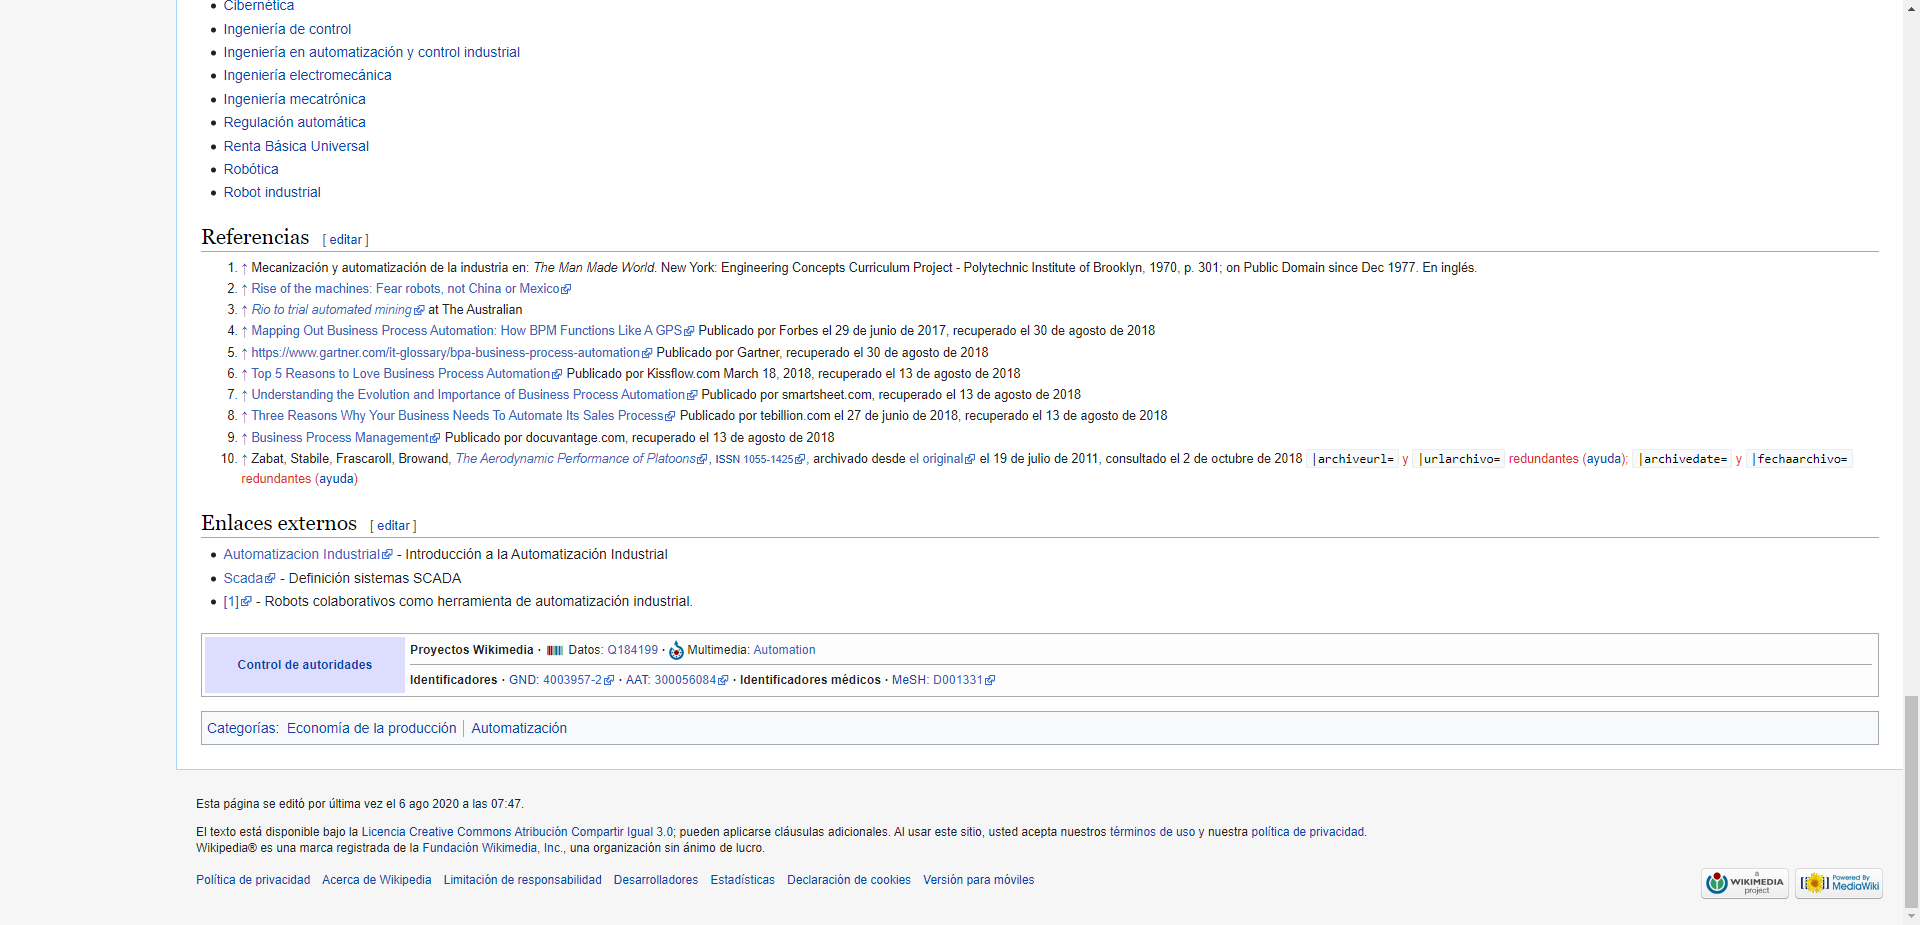 Cibernética
Ingeniería de control
Ingeniería en automatización y control industrial
Ingeniería electromecánica
Ingeniería mecatrónica
Regulación automática
Renta Básica Universal
Robótica
Robot industrial
Referencias [ editar ]
1. ↑ Mecanización y automatización de la industria en: The Man Made World. New York: Engineering Concepts Curriculum Project - Polytechnic Institute of Brooklyn, 1970, p. 301; on Public Domain since Dec 1977. En inglés.
2. ↑ Rise of the machines: Fear robots, not China or Mexico
3. ↑ Rio to trial automated mining at The Australian
4. ↑ Mapping Out Business Process Automation: How BPM Functions Like A GPS Publicado por Forbes el 29 de junio de 2017, recuperado el 30 de agosto de 2018
5. ↑ https://www.gartner.com/it-glossary/bpa-business-process-automation Publicado por Gartner, recuperado el 30 de agosto de 2018
6. ↑ Top 5 Reasons to Love Business Process Automation Publicado por Kissflow.com March 18, 2018, recuperado el 13 de agosto de 2018
7. ↑ Understanding the Evolution and Importance of Business Process Automation Publicado por smartsheet.com, recuperado el 13 de agosto de 2018
8. ↑ Three Reasons Why Your Business Needs To Automate Its Sales Process Publicado por tebillion.com el 27 de junio de 2018, recuperado el 13 de agosto de 2018
9. ↑ Business Process Management Publicado por docuvantage.com, recuperado el 13 de agosto de 2018
10. ↑ Zabat, Stabile, Frascaroll, Browand, The Aerodynamic Performance of Platoons, ISSN 1055-1425, archivado desde el original el 19 de julio de 2011, consultado el 2 de octubre de 2018 |archiveurl= y |urlarchivo= redundantes (ayuda); |archivedate= y |fechaarchivo=
redundantes (ayuda)
Enlaces externos [ editar ]
Automatizacion Industrial - Introducción a la Automatización Industrial
Scada - Definición sistemas SCADA
[1] - Robots colaborativos como herramienta de automatización industrial.
Control de autoridades
Proyectos Wikimedia · Datos: Q184199 · Multimedia: Automation
Identificadores · GND: 4003957-2 · AAT: 300056084 · Identificadores médicos · MeSH: D001331
Categorías: Economía de la producción | Automatización
Esta página se editó por última vez el 6 ago 2020 a las 07:47.
El texto está disponible bajo la Licencia Creative Commons Atribución Compartir Igual 3.0; pueden aplicarse cláusulas adicionales. Al usar este sitio, usted acepta nuestros términos de uso y nuestra política de privacidad.
Wikipedia® es una marca registrada de la Fundación Wikimedia, Inc., una organización sin ánimo de lucro.
Política de privacidad Acerca de Wikipedia Limitación de responsabilidad Desarrolladores Estadísticas Declaración de cookies Versión para móviles
a
WIKIMEDIA
project
Powered By
MediaWiki